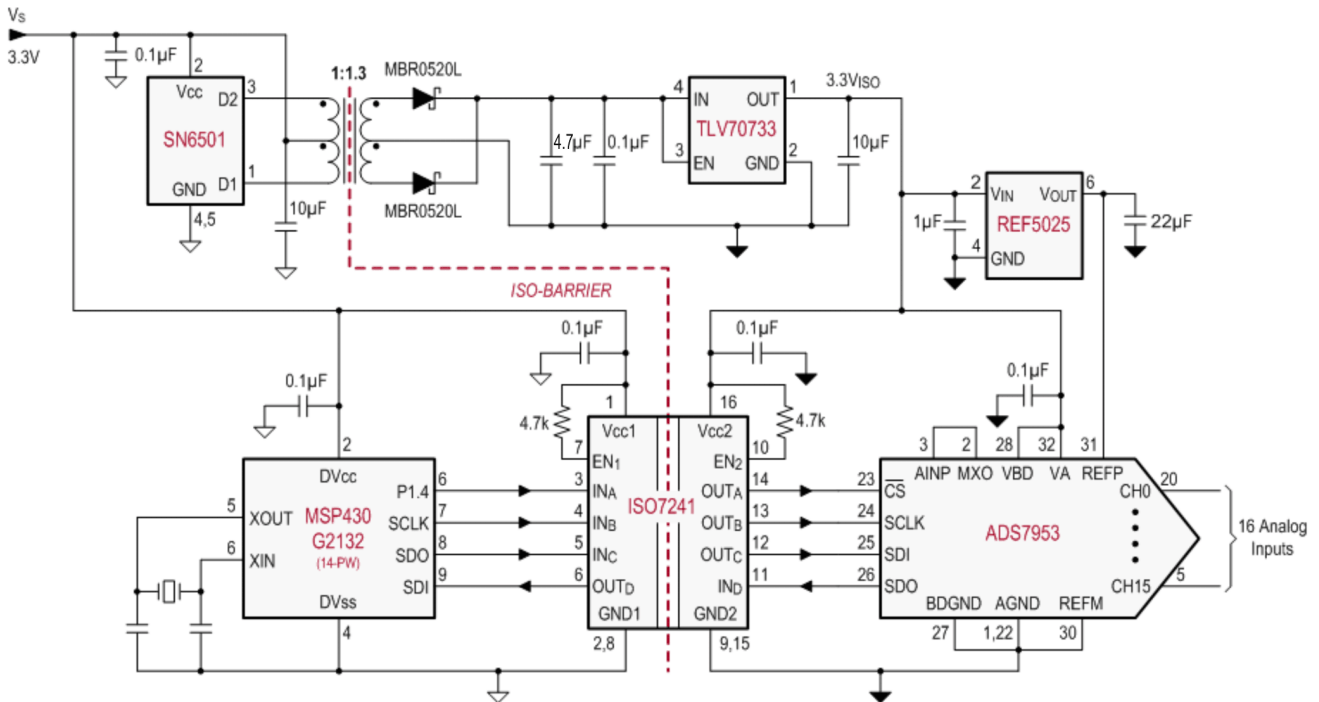 Vs
3.3V
0.1µF
2
Vcc
3
D2
SN6501
1
D1
GND
4,5
10µF
1:1.3
MBR0520L
MBR0520L
4.7µF
0.1µF
4
IN
OUT
1
TLV70733
3
EN
GND
2
3.3VISO
10µF
2
VIN
VOUT
6
REF5025
1µF
4
GND
22µF
ISO-BARRIER
0.1µF
0.1µF
0.1µF
0.1µF
4.7k
1
16
4.7k
2
DVcc
5
XOUT
6
XIN
MSP430
G2132
(14-PW)
P1.4
6
SCLK
7
SDO
8
SDI
9
DVss
4
Vcc1
7
EN1
3
INA
4
INB
5
INC
6
OUTD
GND1
2,8
ISO7241
Vcc2
EN2
10
OUTA
14
OUTB
13
OUTC
12
IND
11
GND2
9,15
3
2
28
32
31
AINP
MXO
VBD
VA
REFP
23
CS
24
SCLK
25
SDI
26
SDO
ADS7953
CH0
20
CH15
5
16 Analog
Inputs
BDGND
AGND
REFM
27
1,22
30